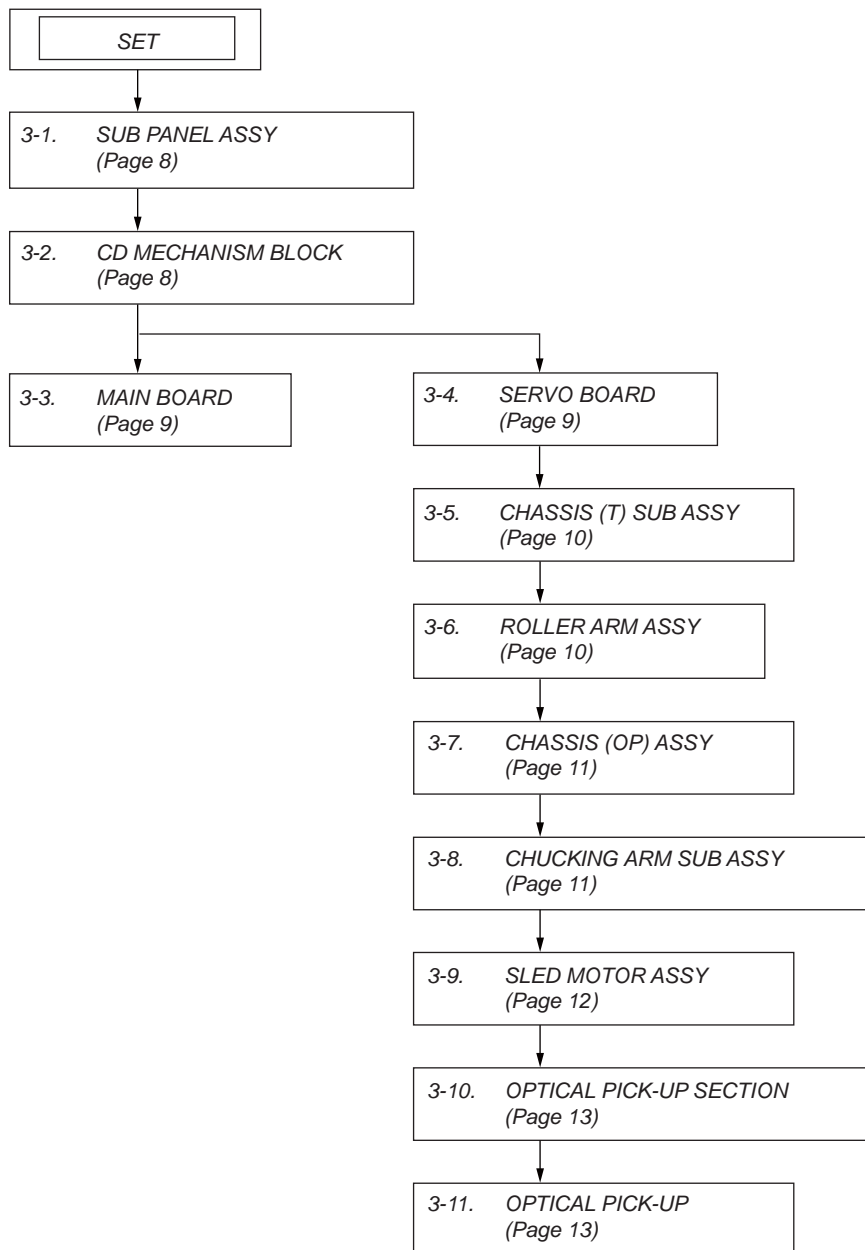 SET
3-1. SUB PANEL ASSY
(Page 8)
3-2. CD MECHANISM BLOCK
(Page 8)
3-3. MAIN BOARD
(Page 9)
3-4. SERVO BOARD
(Page 9)
3-5. CHASSIS (T) SUB ASSY
(Page 10)
3-6. ROLLER ARM ASSY
(Page 10)
3-7. CHASSIS (OP) ASSY
(Page 11)
3-8. CHUCKING ARM SUB ASSY
(Page 11)
3-9. SLED MOTOR ASSY
(Page 12)
3-10. OPTICAL PICK-UP SECTION
(Page 13)
3-11. OPTICAL PICK-UP
(Page 13)